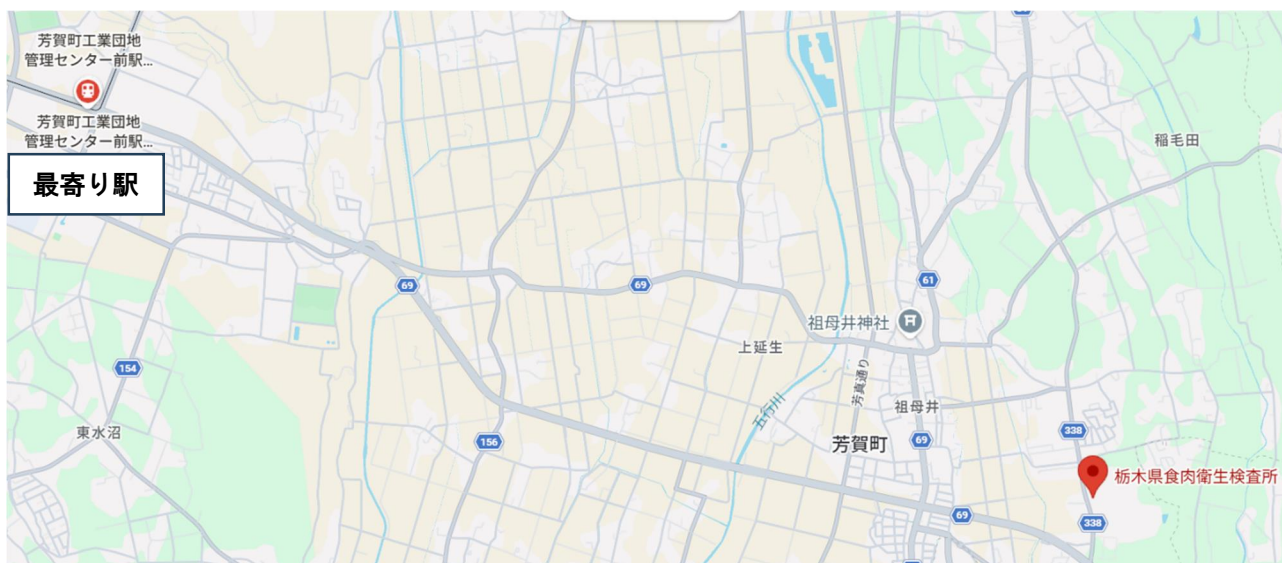 芳賀町工業団地
管理センター前駅...
芳賀町工業団地
管理センター前駅...
最寄り駅
稲毛田
69
69
61
祖母井神社
上延生
芳真通り
154
東水沼
156
五行川
祖母井
芳賀町
69
338
栃木県食肉衛生検査所
69
338